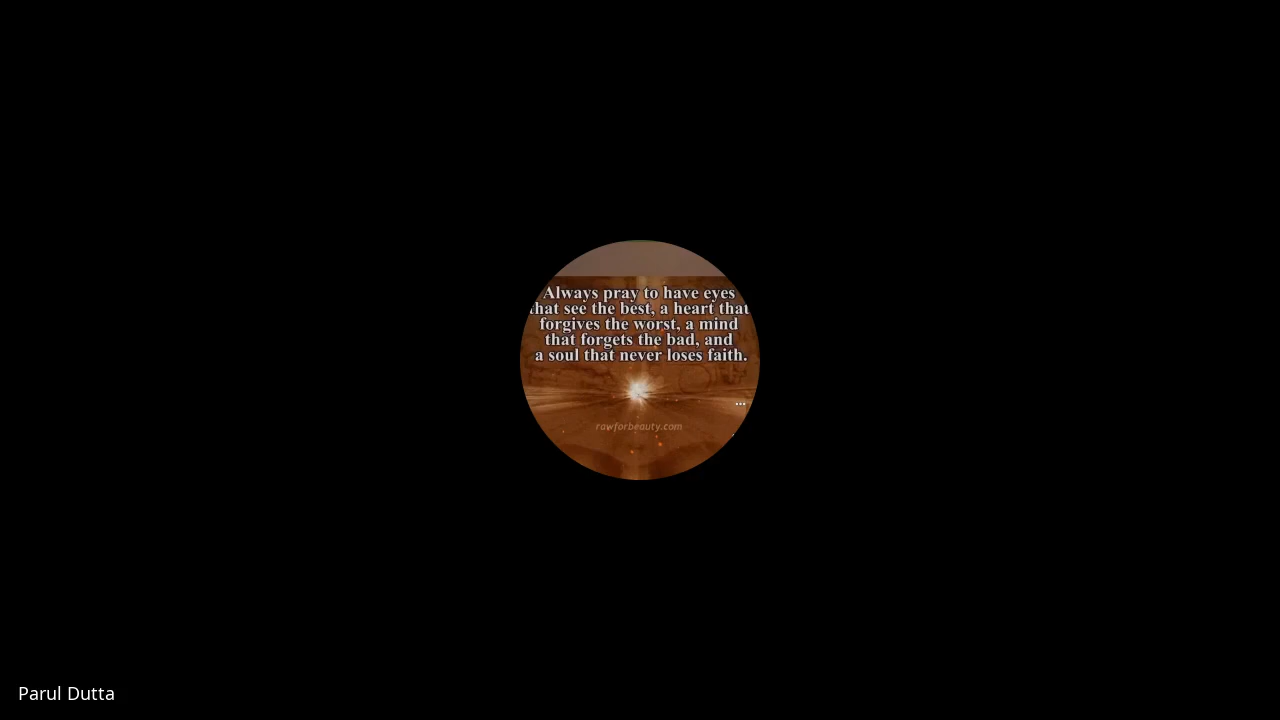 Always pray to have eyes
that see the best, a heart that
forgives the worst, a mind
that forgets the bad, and
a soul that never loses faith.
rawforbeauty.com
Parul Dutta